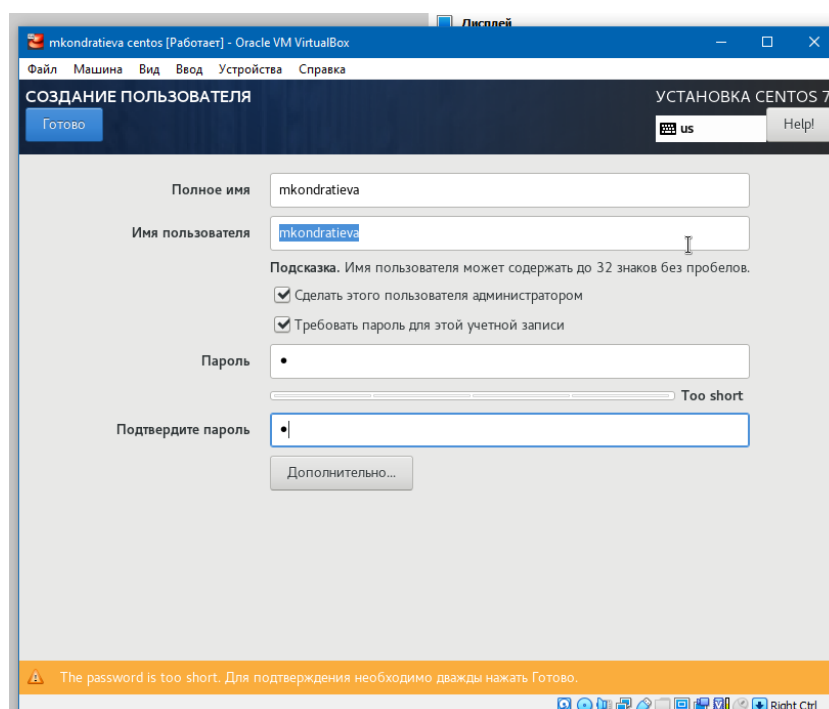 Дисплей
mkondratieva centos [Работает] - Oracle VM VirtualBox
Файл Машина Вид Ввод Устройства Справка
СОЗДАНИЕ ПОЛЬЗОВАТЕЛЯ
УСТАНОВКА CENTOS 7
Готово
us
Help!
Полное имя
mkondratieva
Имя пользователя
mkondratieva
Подсказка. Имя пользователя может содержать до 32 знаков без пробелов.
Сделать этого пользователя администратором
Требовать пароль для этой учетной записи
Пароль
•
Too short
Подтвердите пароль
•
Дополнительно...
The password is too short. Для подтверждения необходимо дважды нажать Готово.
Right Ctrl